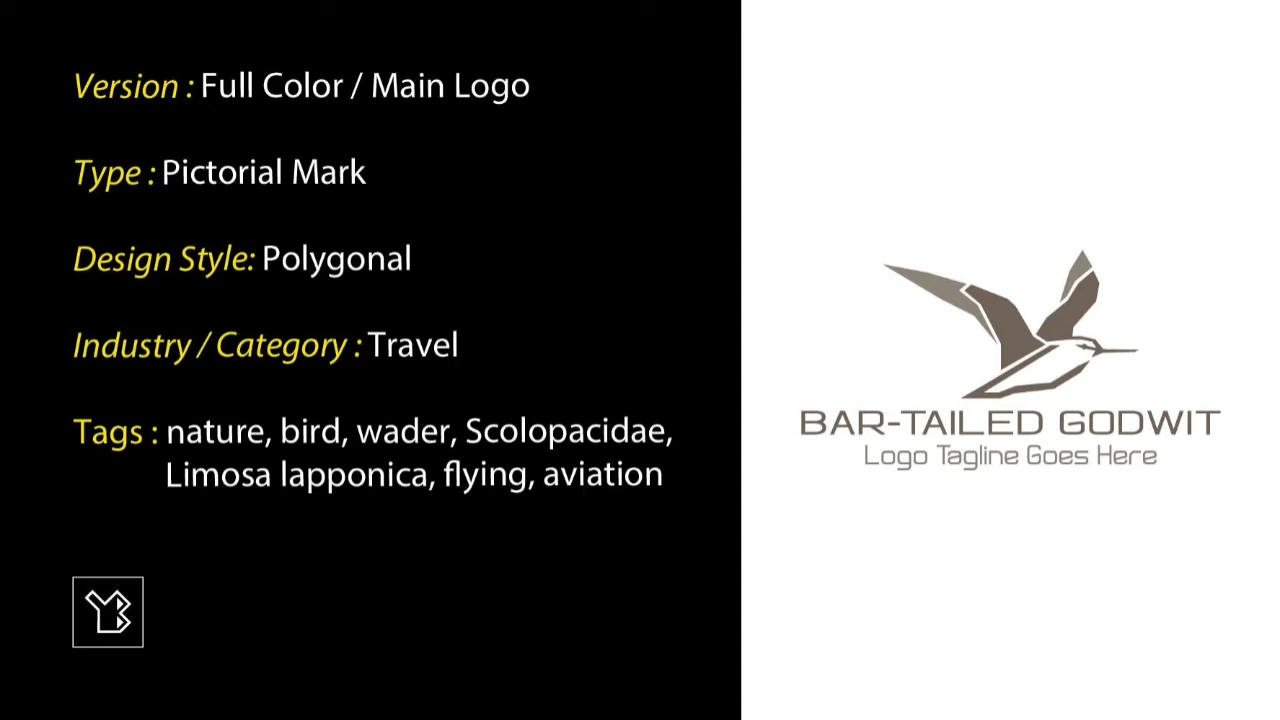 Version : Full Color / Main Logo
Type : Pictorial Mark
Design Style: Polygonal
Industry / Category : Travel
Tags : nature, bird, wader, Scolopacidae,
Limosa lapponica, flying, aviation
BAR-TAILED GODWIT
Logo Tagline Goes Here